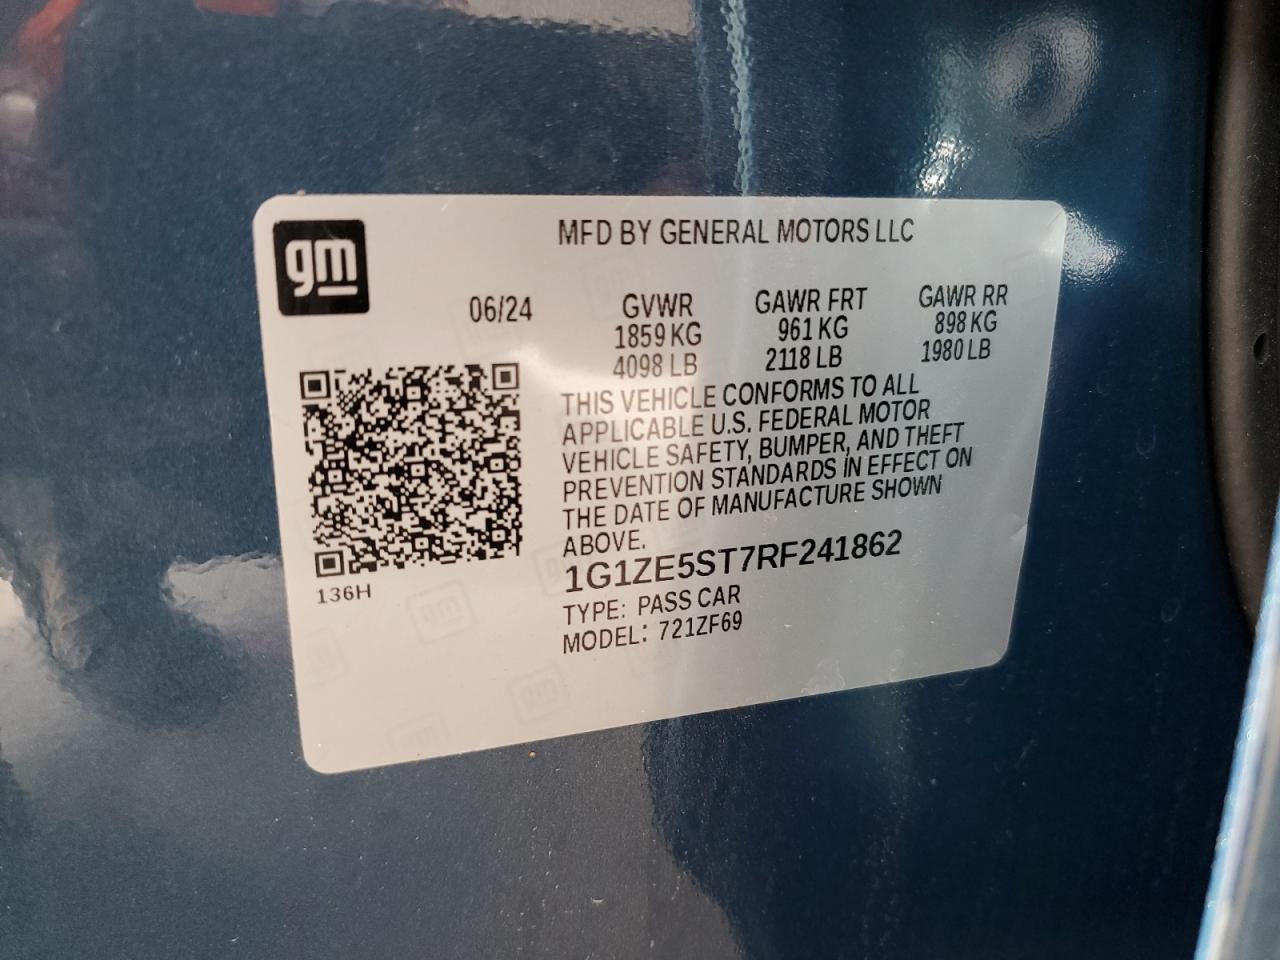 gm
MFD BY GENERAL MOTORS LLC
06/24 GVWR GAWR FRT GAWR RR
1859 KG 961 KG 898 KG
4098 LB 2118 LB 1980 LB
THIS VEHICLE CONFORMS TO ALL
APPLICABLE U.S. FEDERAL MOTOR
VEHICLE SAFETY, BUMPER, AND THEFT
PREVENTION STANDARDS IN EFFECT ON
THE DATE OF MANUFACTURE SHOWN
ABOVE.
1G1ZE5ST7RF241862
TYPE: PASS CAR
MODEL: 721ZF69
136H